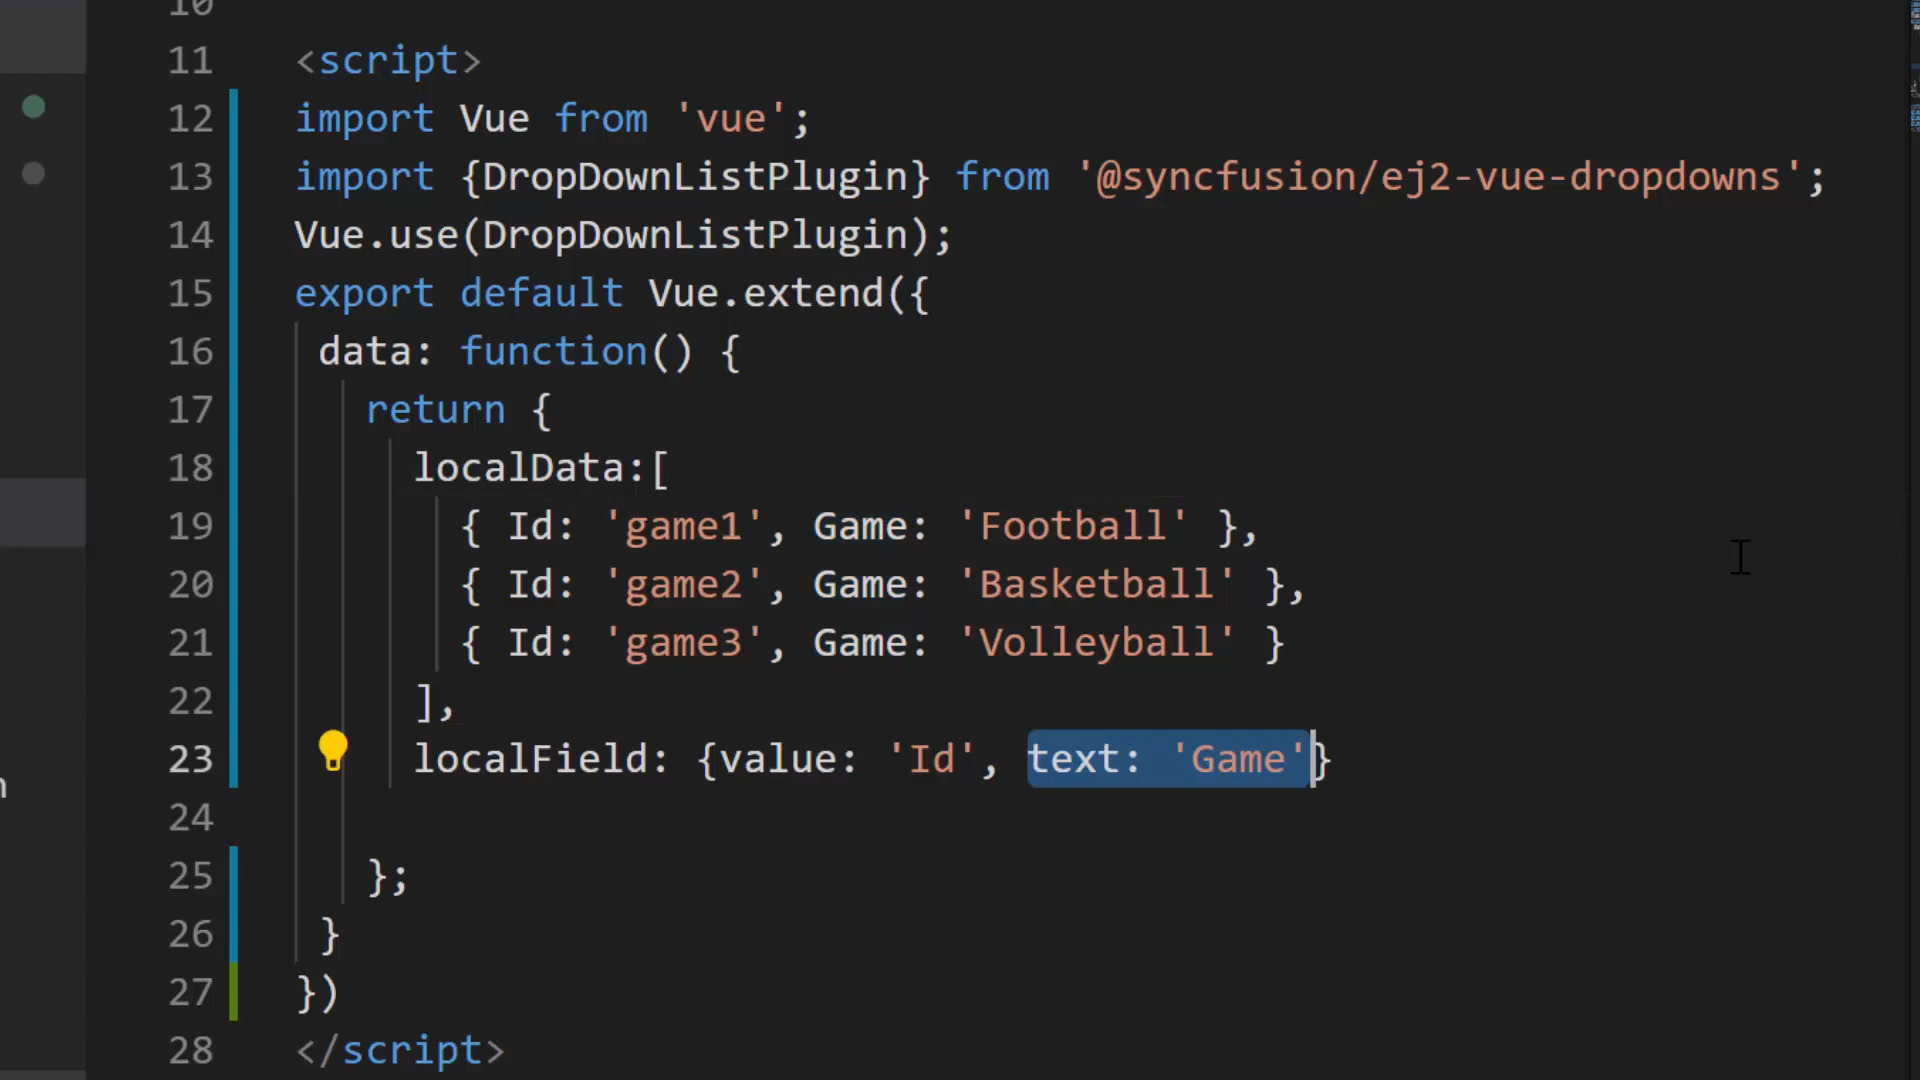 10
11 <script>
12 import Vue from 'vue';
13 import {DropDownListPlugin} from '@syncfusion/ej2-vue-dropdowns';
14 Vue.use(DropDownListPlugin);
15 export default Vue.extend({
16 data: function() {
17 return {
18 localData:[
19 { Id: 'game1', Game: 'Football' },
20 { Id: 'game2', Game: 'Basketball' },
21 { Id: 'game3', Game: 'Volleyball' }
22 ],
23 localField: {value: 'Id', text: 'Game'}
24
25 };
26 }
27 })
28 </script>